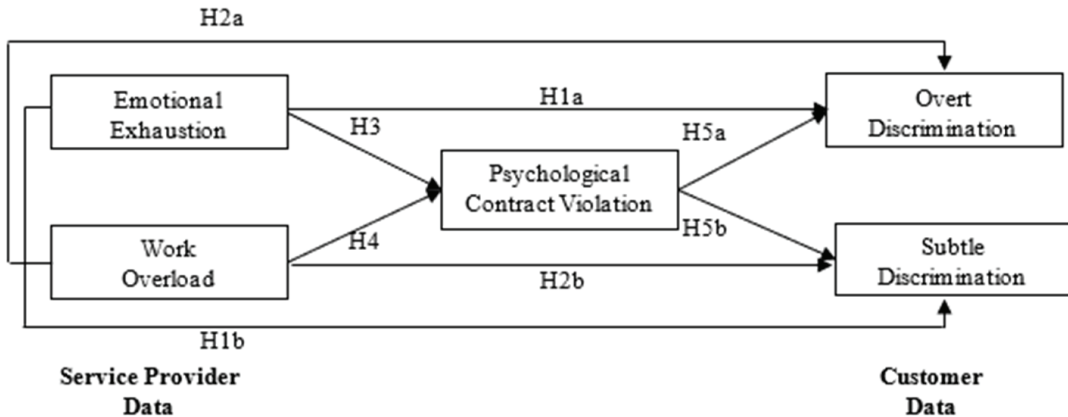 H2a
Emotional
Exhaustion
H1a
Overt
Discrimination
H3
H5a
Psychological
Contract Violation
H4
H5b
Work
Overload
H2b
Subtle
Discrimination
H1b
Service Provider
Data
Customer
Data